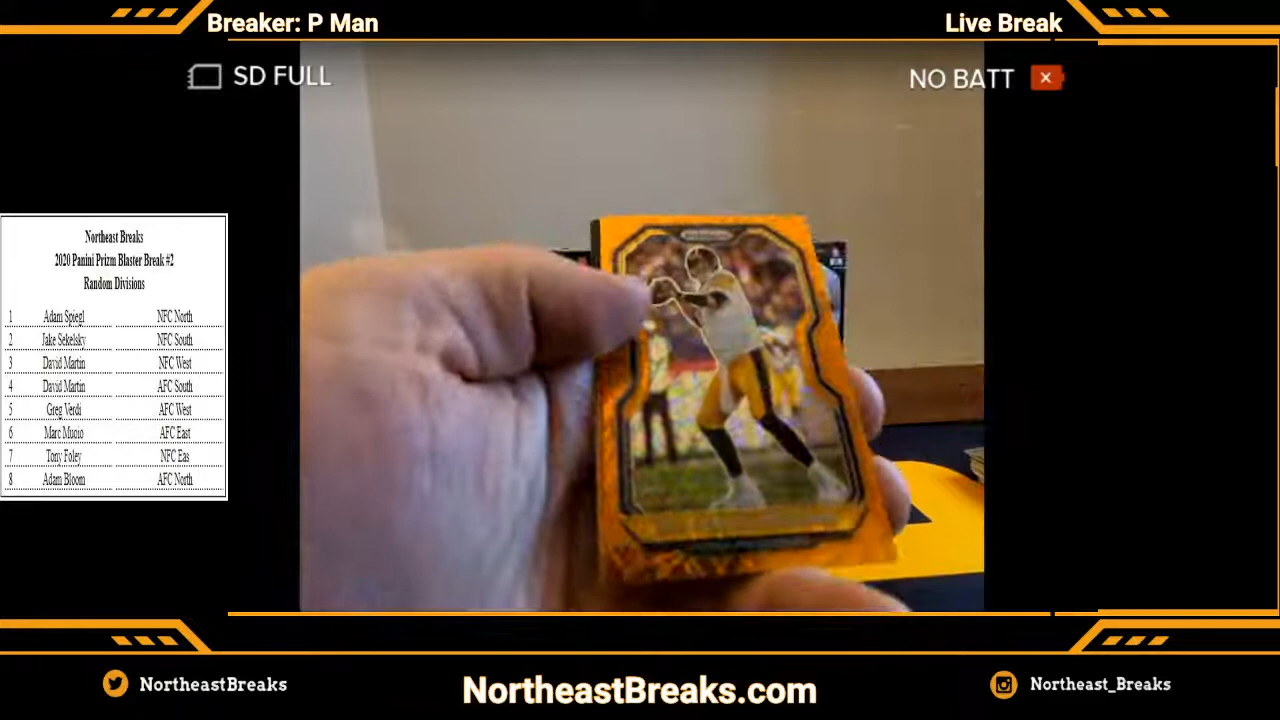 Breaker: P Man
Live Break
SD FULL
NO BATT
Northeast Breaks
2020 Panini Prizm Blaster Break #2
Random Divisions
1 Adam Spiegl NFC North
2 Jake Sekelsky NFC South
3 David Martin NFC West
4 David Martin AFC South
5 Greg Verdi AFC West
6 Marc Muoio AFC East
7 Tony Foley NFC Eas
8 Adam Bloom AFC North
NortheastBreaks
NortheastBreaks.com
Northeast_Breaks